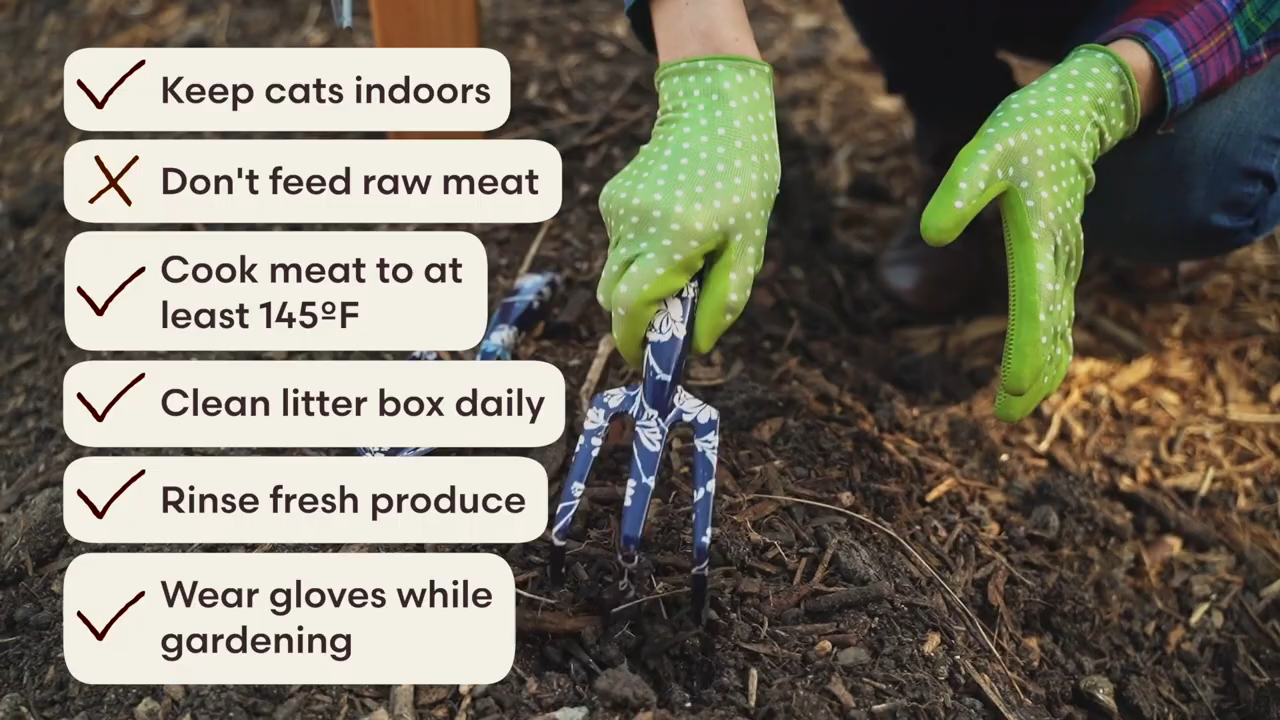 Keep cats indoors
Don't feed raw meat
Cook meat to at
least 145ºF
Clean litter box daily
Rinse fresh produce
Wear gloves while
gardening